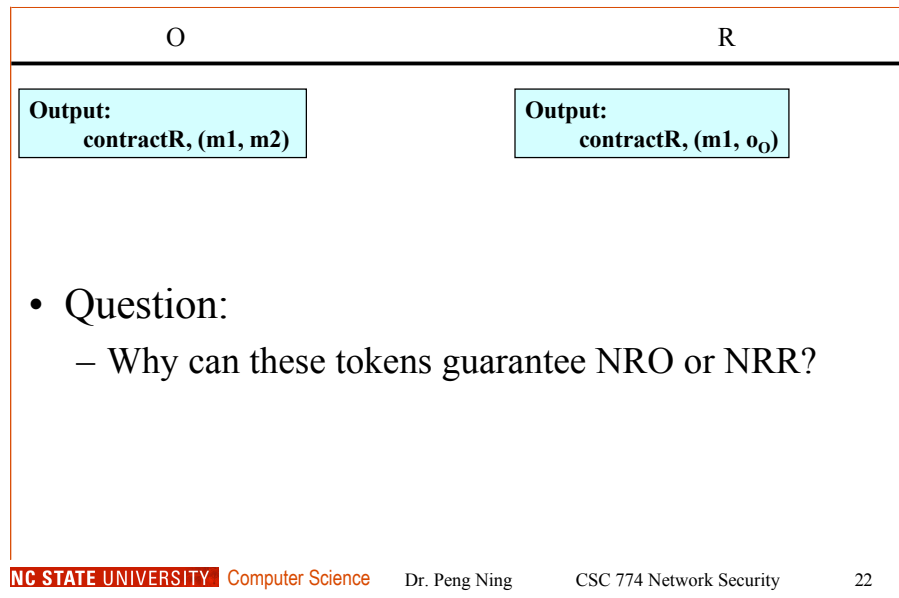 O
R
Output:
contractR, (m1, m2)
Output:
contractR, (m1, oO)
• Question:
– Why can these tokens guarantee NRO or NRR?
NC STATE UNIVERSITY Computer Science Dr. Peng Ning CSC 774 Network Security 22